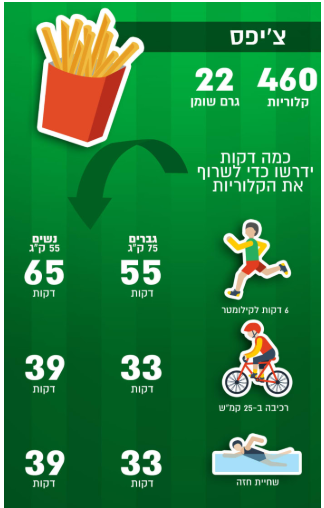 צ'יפס
460
קלוריות
22
גרם שומן
כמה דקות
ידרשו כדי לשרוף
את הקלוריות
גברים
75 ק"ג
נשים
55 ק"ג
55
דקות
65
דקות
6 דקות לקילומטר
33
דקות
39
דקות
רכיבה ב-25 קמ"ש
33
דקות
39
דקות
שחיית חזה